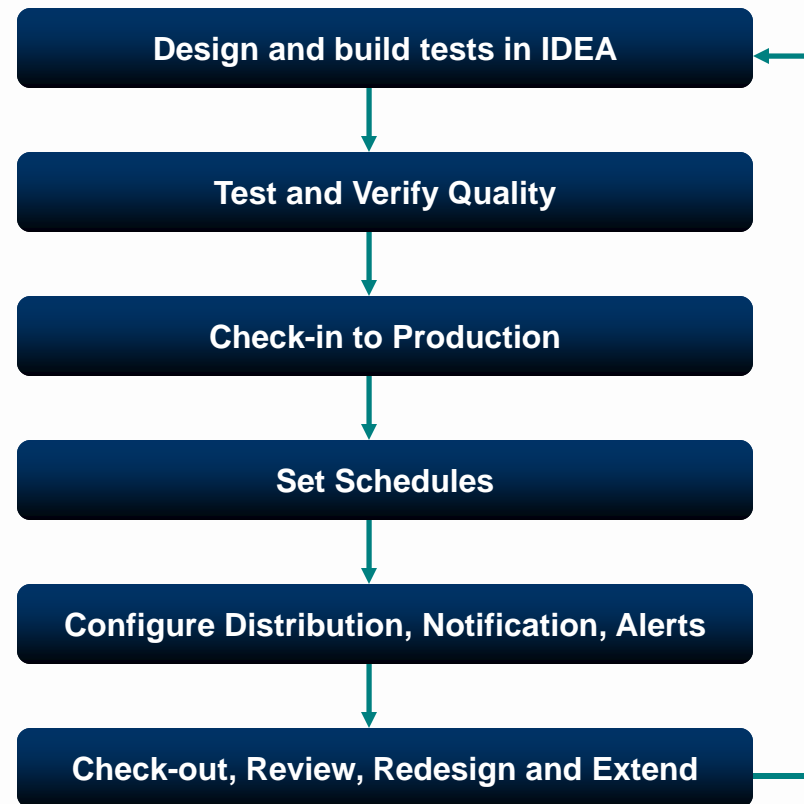 Design and build tests in IDEA
Test and Verify Quality
Check-in to Production
Set Schedules
Configure Distribution, Notification, Alerts
Check-out, Review, Redesign and Extend